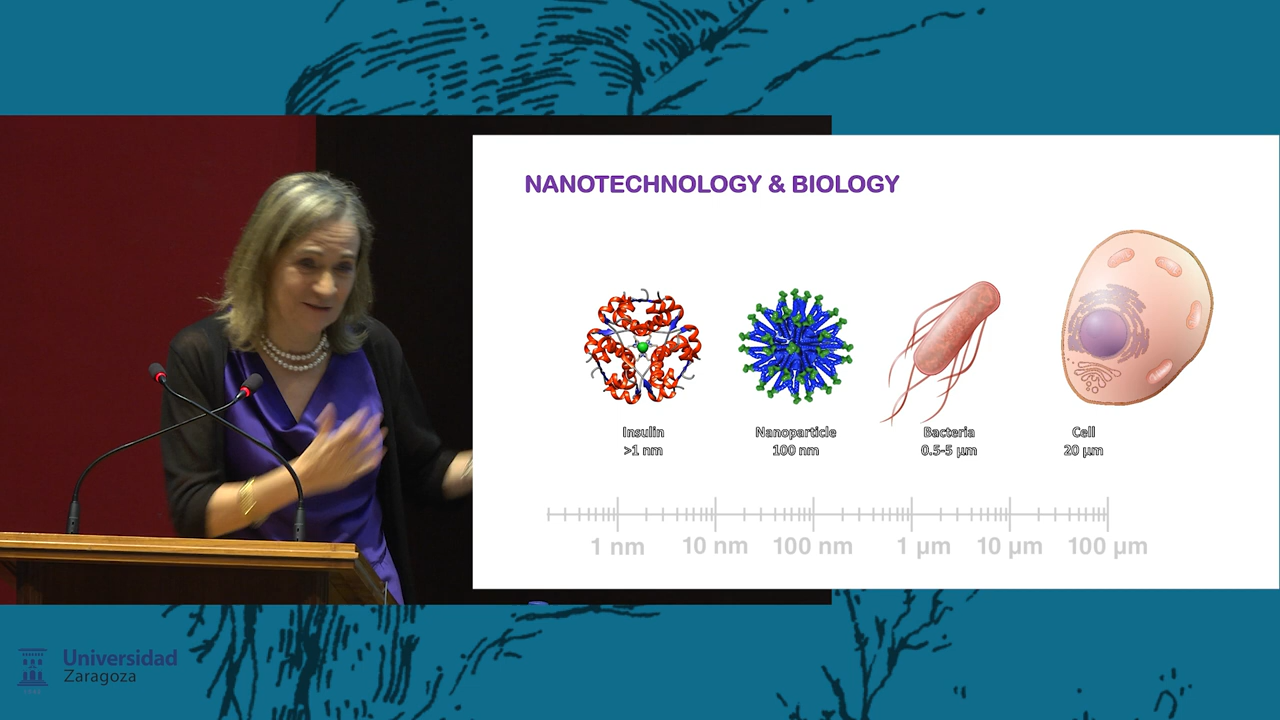 NANOTECHNOLOGY & BIOLOGY
Insulin
>1 nm
Nanoparticle
100 nm
Bacteria
0.5-5 µm
Cell
20 µm
1 nm
10 nm
100 nm
1 µm
10 µm
100 µm
Universidad
Zaragoza